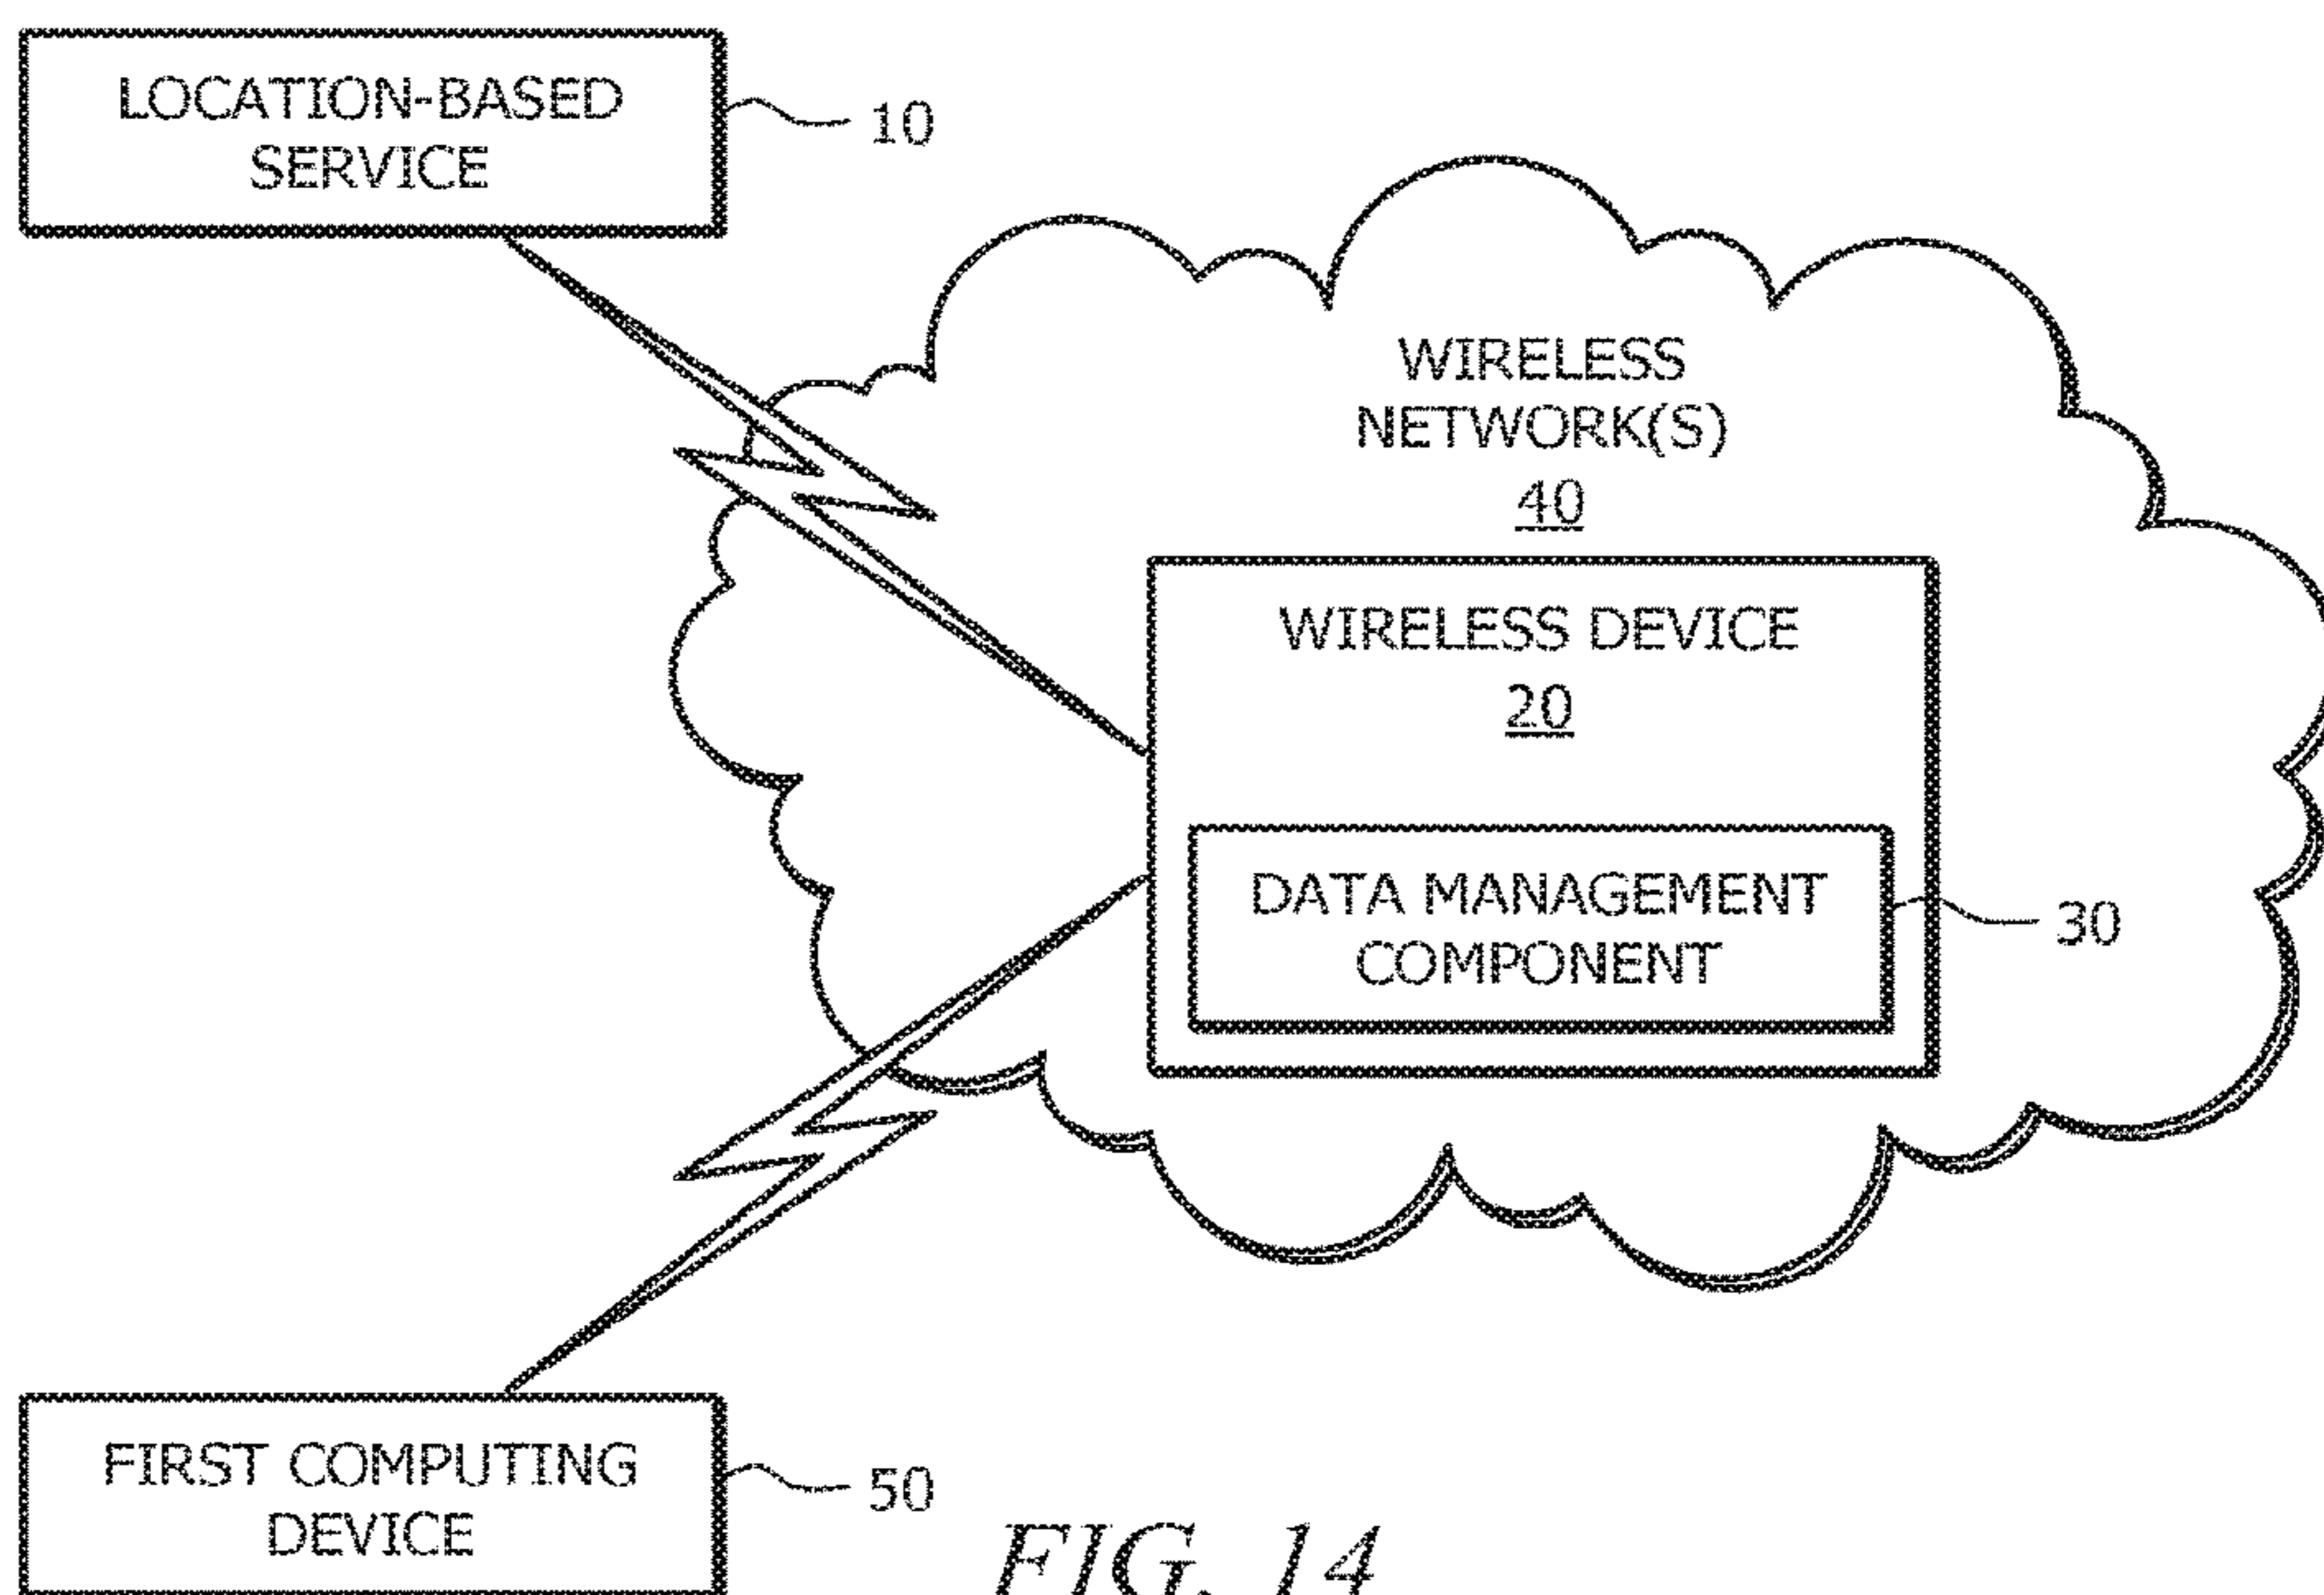 LOCATION-BASED
SERVICE
10
WIRELESS
NETWORK(S)
40
WIRELESS DEVICE
20
DATA MANAGEMENT
COMPONENT
30
FIRST COMPUTING
DEVICE
50
FIG. 14